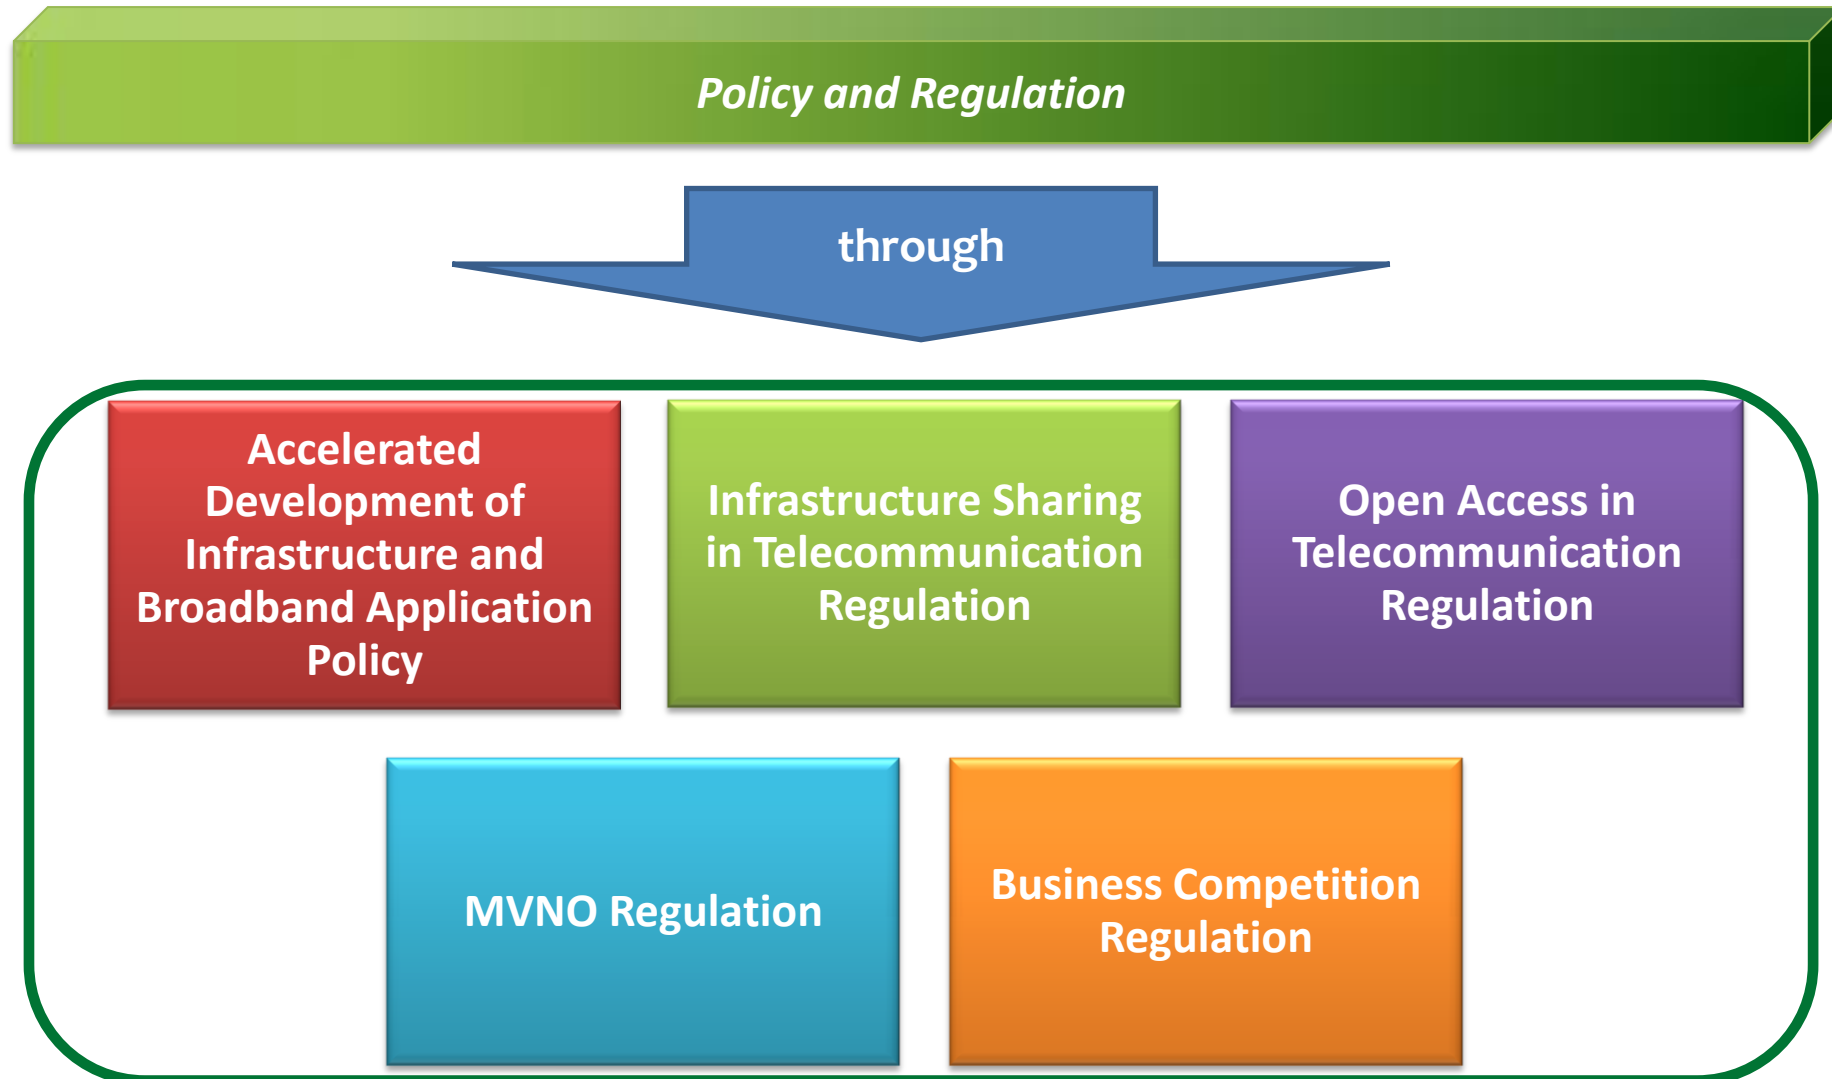 Policy and Regulation
through
Accelerated
Development of
Infrastructure and
Broadband Application
Policy
Infrastructure Sharing
in Telecommunication
Regulation
Open Access in
Telecommunication
Regulation
MVNO Regulation
Business Competition
Regulation